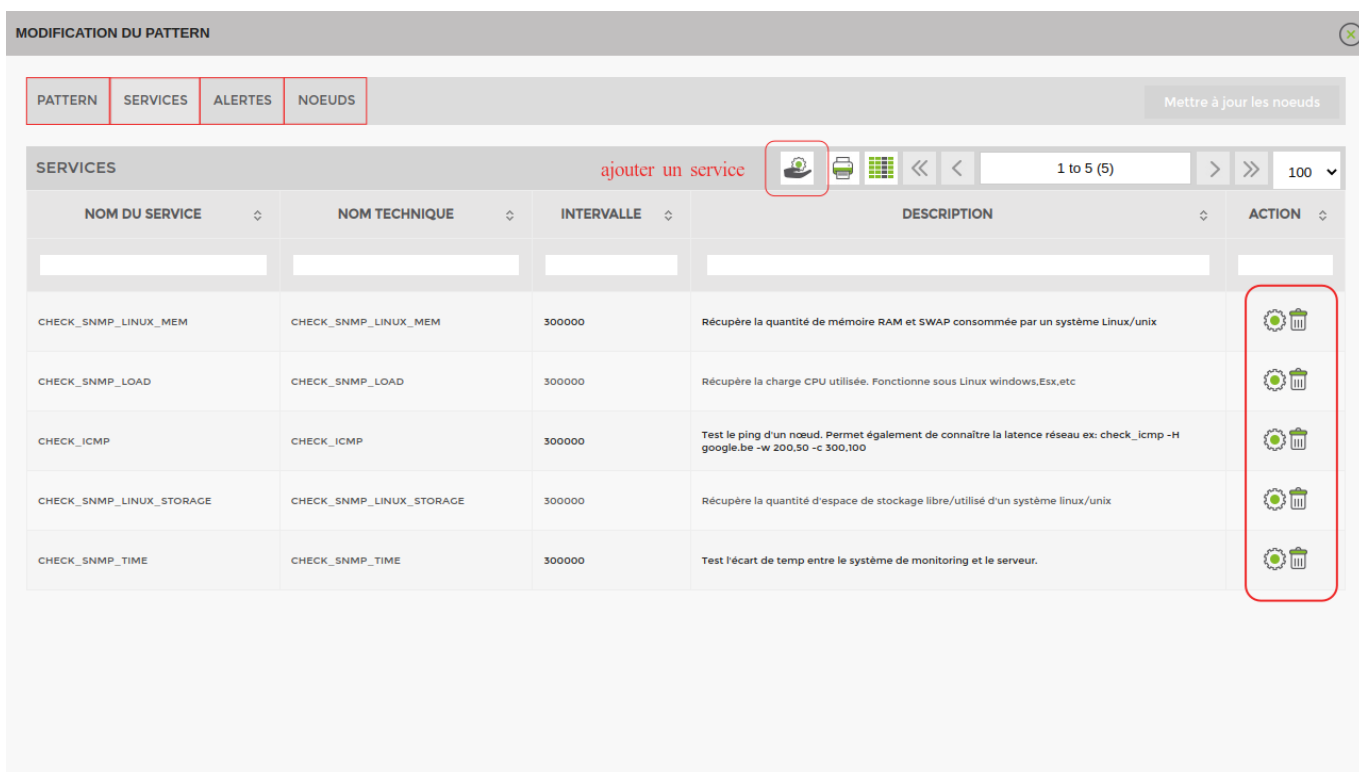 MODIFICATION DU PATTERN
PATTERN SERVICES ALERTES NOEUDS Mettre à jour les noeuds
SERVICES ajouter un service 1 to 5 (5) 100
NOM DU SERVICE NOM TECHNIQUE INTERVALLE DESCRIPTION ACTION
CHECK_SNMP_LINUX_MEM CHECK_SNMP_LINUX_MEM 300000 Récupère la quantité de mémoire RAM et SWAP consommée par un système Linux/unix
CHECK_SNMP_LOAD CHECK_SNMP_LOAD 300000 Récupère la charge CPU utilisée. Fonctionne sous Linux windows,Esx,etc
CHECK_ICMP CHECK_ICMP 300000 Test le ping d'un nœud. Permet également de connaître la latence réseau ex: check_icmp -H
google.be -w 200,50 -c 300,100
CHECK_SNMP_LINUX_STORAGE CHECK_SNMP_LINUX_STORAGE 300000 Récupère la quantité d'espace de stockage libre/utilisé d'un système linux/unix
CHECK_SNMP_TIME CHECK_SNMP_TIME 300000 Test l'écart de temp entre le système de monitoring et le serveur.